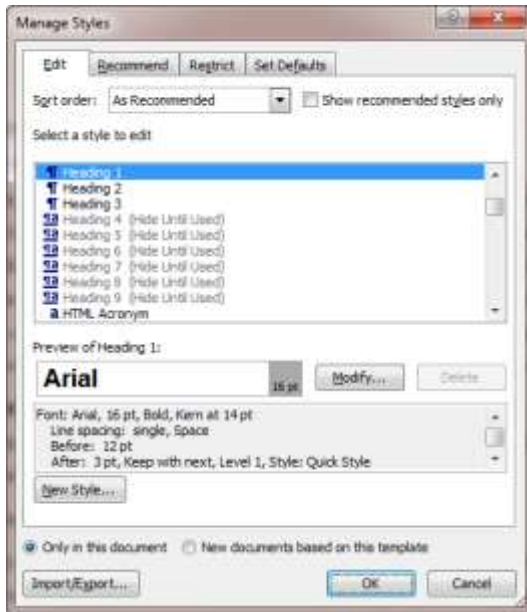 Manage Styles
Edit
Recommend
Restrict
Set Defaults
Sort order: As Recommended
Show recommended styles only
Select a style to edit
¶ Heading 1
¶ Heading 2
¶ Heading 3
¶a Heading 4 (Hide Until Used)
¶a Heading 5 (Hide Until Used)
¶a Heading 6 (Hide Until Used)
¶a Heading 7 (Hide Until Used)
¶a Heading 8 (Hide Until Used)
¶a Heading 9 (Hide Until Used)
a HTML Acronym
Preview of Heading 1:
Arial
16 pt
Modify...
Delete
Font: Arial, 16 pt, Bold, Kern at 14 pt
Line spacing: single, Space
Before: 12 pt
After: 3 pt, Keep with next, Level 1, Style: Quick Style
New Style...
Only in this document
New documents based on this template
Import/Export...
OK
Cancel